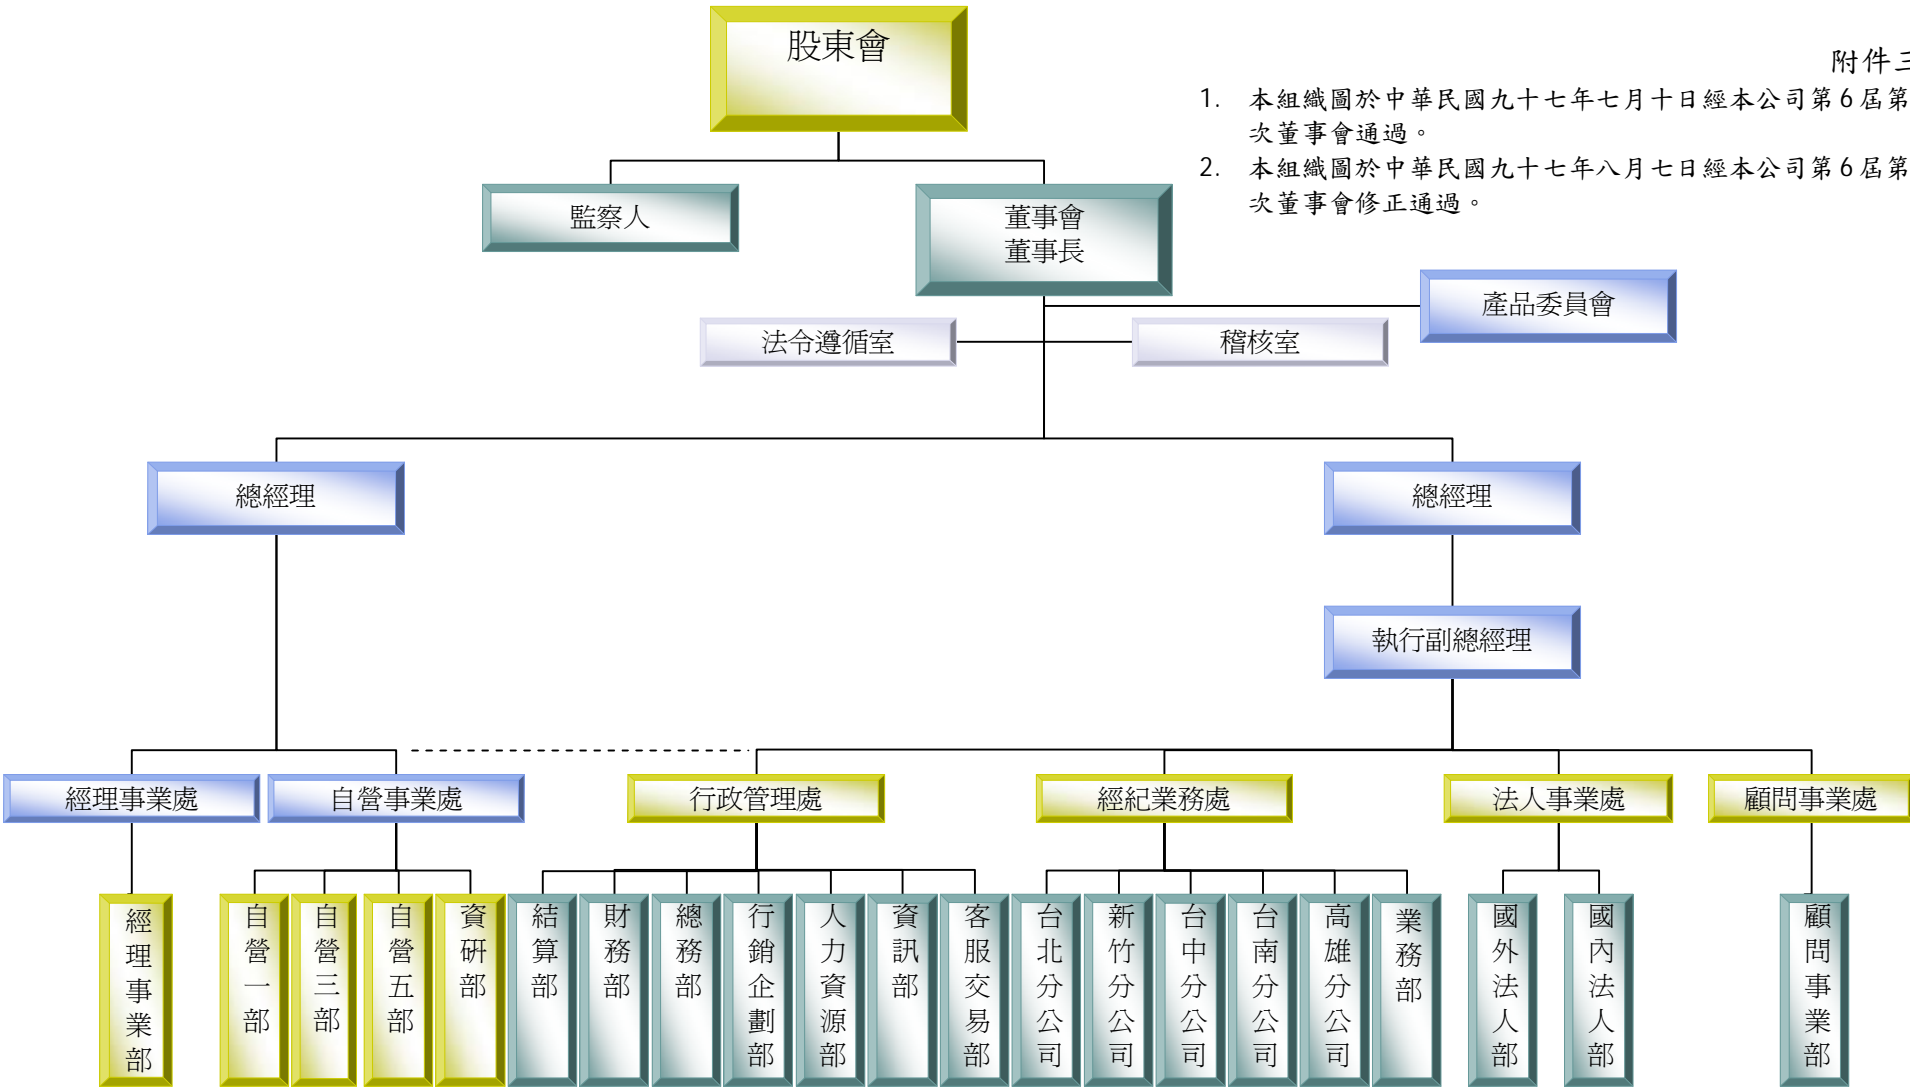 股東會
附件三
1. 本組織圖於中華民國九十七年七月十日經本公司第6屆第
次董事會通過。
2. 本組織圖於中華民國九十七年八月七日經本公司第6屆第
次董事會修正通過。
監察人
董事會
董事長
產品委員會
法令遵循室
稽核室
總經理
總經理
執行副總經理
經理事業處
自營事業處
行政管理處
經紀業務處
法人事業處
顧問事業處
經理事業部
自營一部
自營三部
自營五部
資研部
結算部
財務部
總務部
行銷企劃部
人力資源部
資訊部
客服交易部
台北分公司
新竹分公司
台中分公司
台南分公司
高雄分公司
業務部
國外法人部
國內法人部
顧問事業部